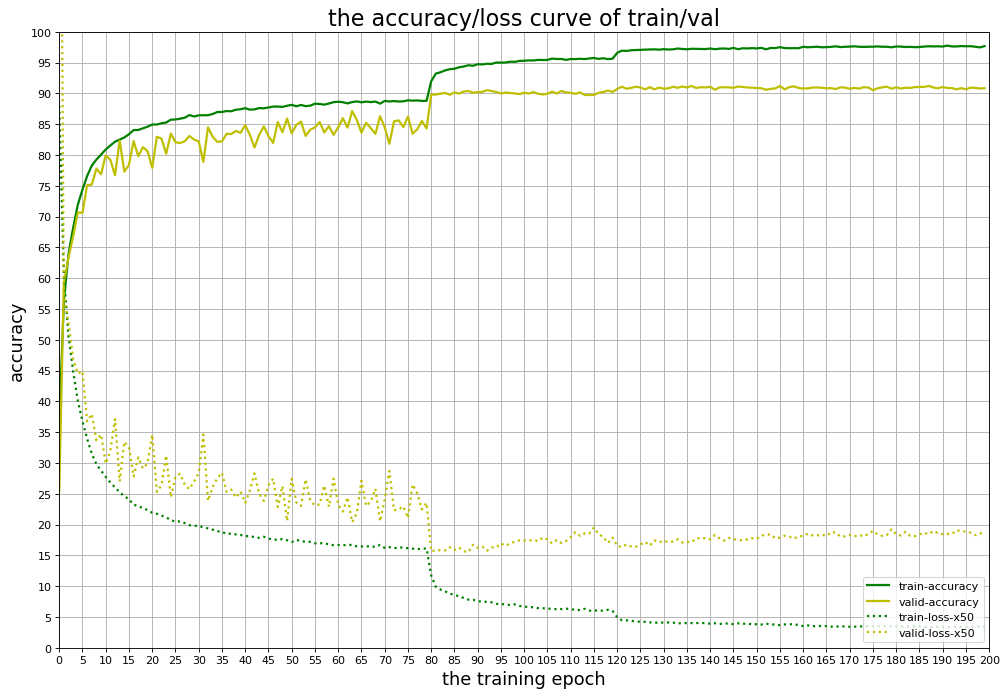 the accuracy/loss curve of train/val
100
95
90
85
80
75
70
65
60
55
50
45
40
35
30
25
20
15
10
5
0
accuracy
train-accuracy
valid-accuracy
train-loss-x50
valid-loss-x50
0 5 10 15 20 25 30 35 40 45 50 55 60 65 70 75 80 85 90 95 100 105 110 115 120 125 130 135 140 145 150 155 160 165 170 175 180 185 190 195 200
the training epoch